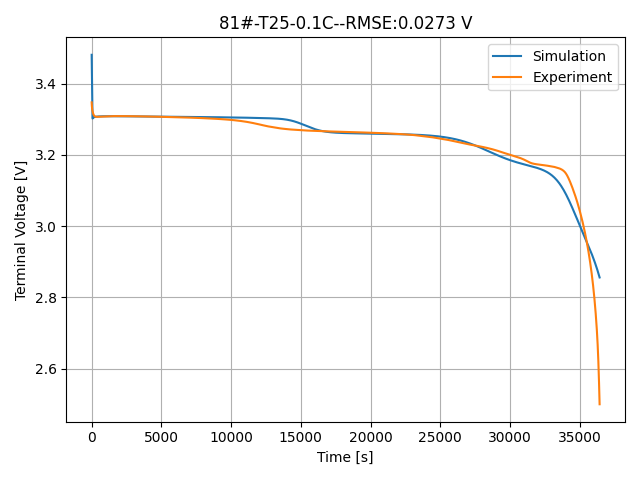 81#-T25-0.1C--RMSE:0.0273 V
Simulation
Experiment
Terminal Voltage [V]
3.4
3.2
3.0
2.8
2.6
0 5000 10000 15000 20000 25000 30000 35000
Time [s]